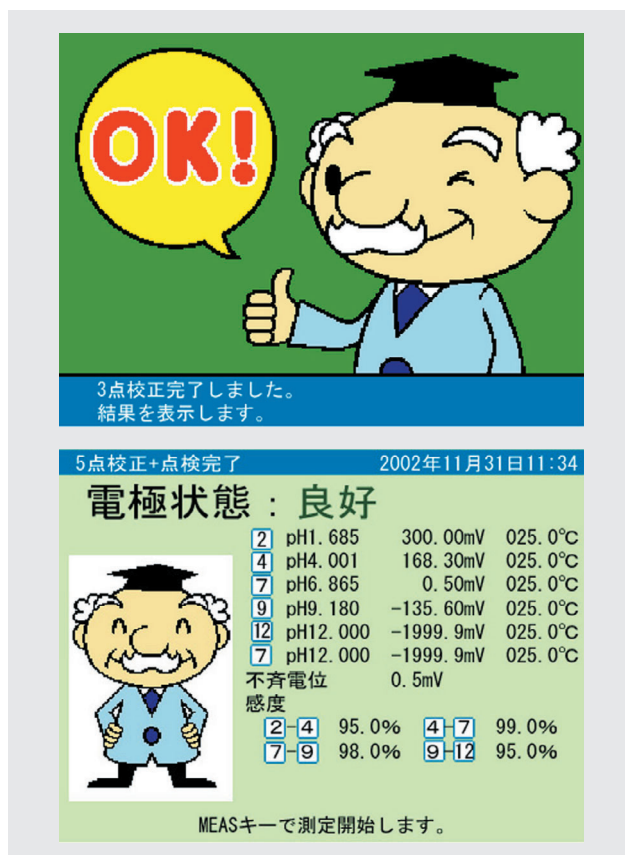 OK!
3点校正完了しました。
結果を表示します。
5点校正+点検完了 2002年11月31日11:34
電極状態：良好
2 pH1.685 300.00mV 025.0℃
4 pH4.001 168.30mV 025.0℃
7 pH6.865 0.50mV 025.0℃
9 pH9.180 -135.60mV 025.0℃
12 pH12.000 -1999.9mV 025.0℃
7 pH12.000 -1999.9mV 025.0℃
不斉電位 0.5mV
感度
2-4 95.0% 4-7 99.0%
7-9 98.0% 9-12 95.0%
MEASキーで測定開始します。